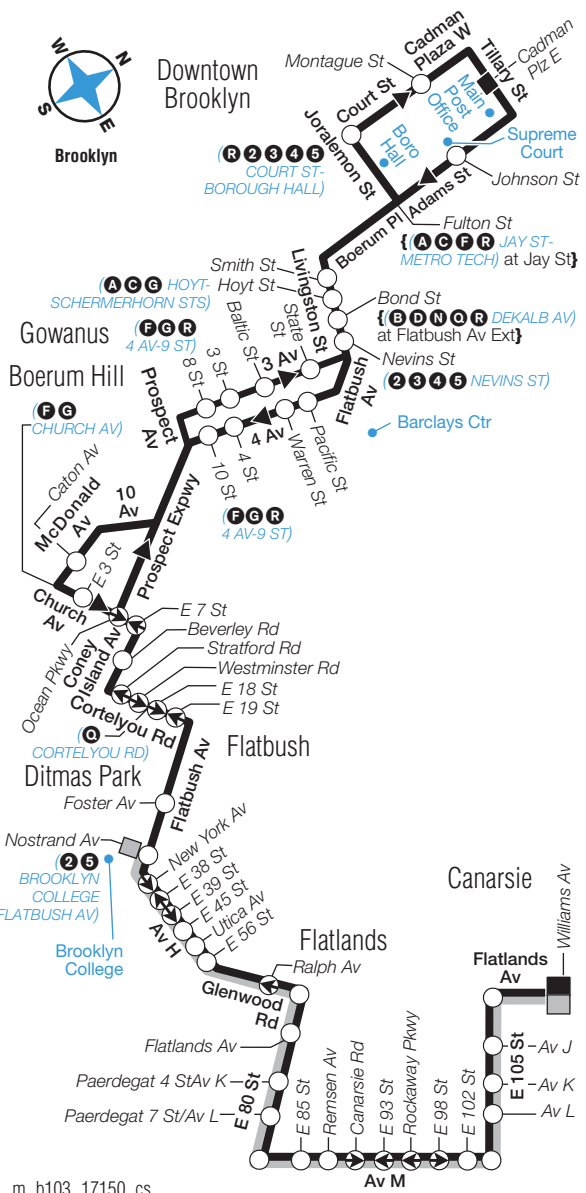 N
W
E
S
Brooklyn
Downtown
Brooklyn
Montague St
Cadman
Plaza W
Tillary St
Cadman
Plz E
Court St
Main
Post
Office
Boro
Hall
Supreme
Court
Joralemon St
(R 2 3 4 5
COURT ST-
BOROUGH HALL)
Adams St
Johnson St
Boerum Pl
Fulton St
{(A C F R JAY ST-
METRO TECH) at Jay St}
Smith St
Hoyt St
Livingston St
(A C G HOYT-
SCHERMERHORN STS)
Bond St
{(B D N Q R DEKALB AV)
at Flatbush Av Ext}
Nevins St
(2 3 4 5 NEVINS ST)
Gowanus
(F G R
4 AV-9 ST)
Boerum Hill
Prospect
Av
8 St
3 St
Baltic St
3 Av
State
St
Flatbush
Av
Barclays Ctr
10 St
4 St
4 Av
Warren St
Pacific St
(F G R
4 AV-9 ST)
(F G
CHURCH AV)
Caton Av
McDonald
Av
10
Av
Prospect Expwy
E 3 St
Church
Av
Ocean Pkwy
Coney
Island Av
E 7 St
Beverley Rd
Stratford Rd
Westminster Rd
E 18 St
E 19 St
Cortelyou Rd
(Q
CORTELYOU RD)
Flatbush
Ditmas Park
Flatbush Av
Foster Av
Nostrand Av
(2 5
BROOKLYN
COLLEGE
FLATBUSH AV)
Brooklyn
College
New York Av
E 38 St
E 39 St
E 45 St
Utica Av
E 56 St
Av H
Flatlands
Ralph Av
Glenwood
Rd
Flatlands Av
Paerdegat 4 StAv K
Paerdegat 7 St/Av L
E 80 St
E 85 St
Remsen Av
Canarsie Rd
E 93 St
Rockaway Pkwy
E 98 St
E 102 St
Av M
Canarsie
Williams Av
Flatlands
Av
E 105 St
Av J
Av K
Av L
m_b103_17150_cs